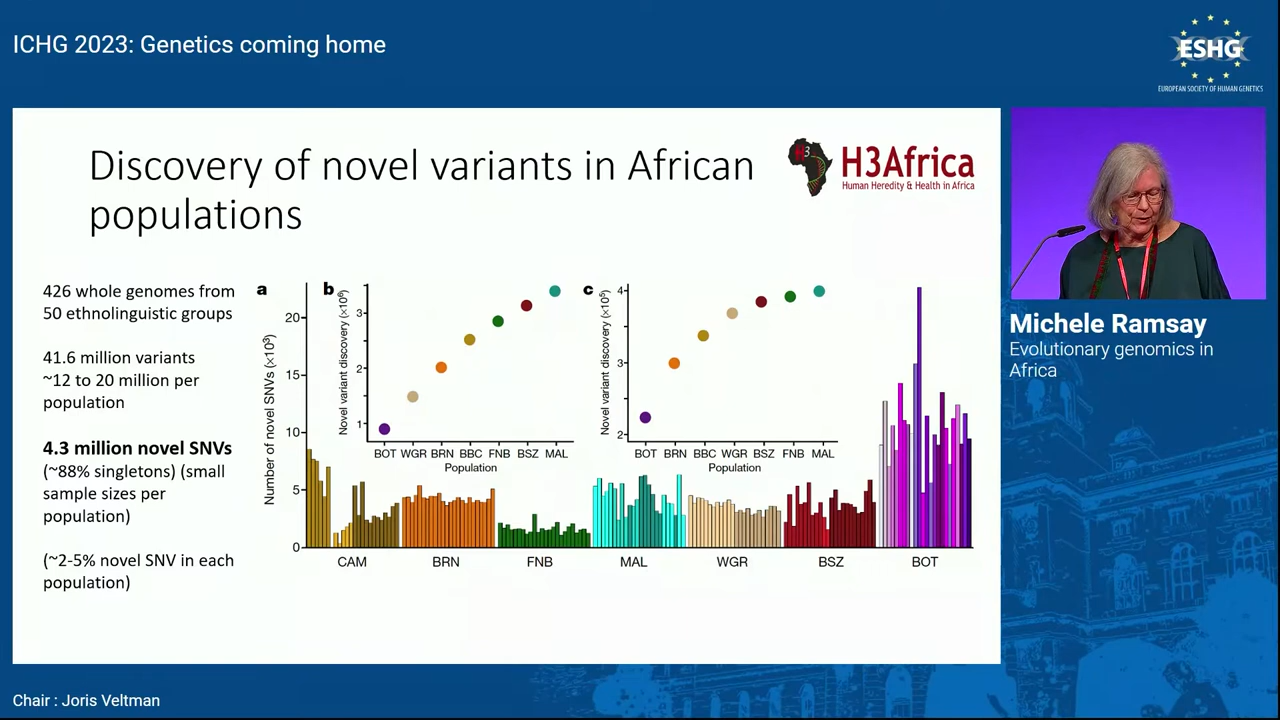 ICHG 2023: Genetics coming home
ESHG
EUROPEAN SOCIETY OF HUMAN GENETICS
Discovery of novel variants in African
populations
H3
H3Africa
Human Heredity & Health in Africa
426 whole genomes from
50 ethnolinguistic groups
41.6 million variants
~12 to 20 million per
population
4.3 million novel SNVs
(~88% singletons) (small
sample sizes per
population)
(~2-5% novel SNV in each
population)
a
Number of novel SNVs (×10³)
20
15
10
5
0
CAM BRN FNB MAL WGR BSZ BOT
b
Novel variant discovery (×10⁶)
3
2
1
BOT WGR BRN BBC FNB BSZ MAL
Population
c
Novel variant discovery (×10⁵)
4
3
2
BOT BRN BBC WGR BSZ FNB MAL
Population
Michele Ramsay
Evolutionary genomics in
Africa
Chair : Joris Veltman